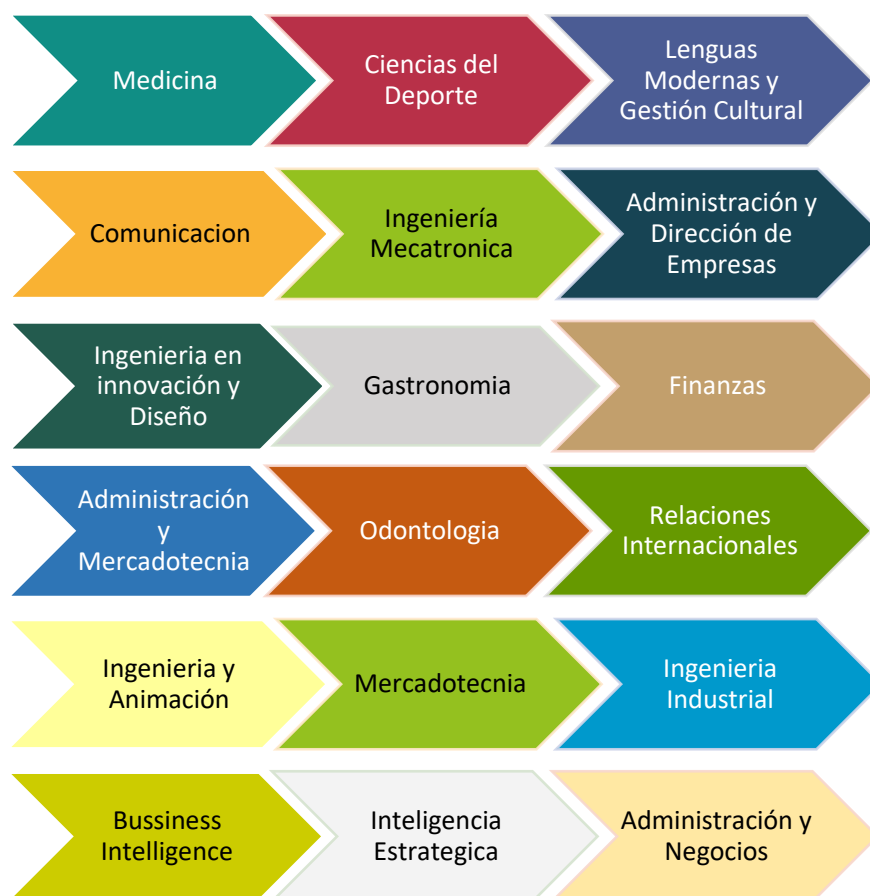 Medicina
Ciencias del
Deporte
Lenguas
Modernas y
Gestión Cultural
Comunicacion
Ingeniería
Mecatronica
Administración y
Dirección de
Empresas
Ingenieria en
innovación y
Diseño
Gastronomia
Finanzas
Administración
y
Mercadotecnia
Odontologia
Relaciones
Internacionales
Ingenieria y
Animación
Mercadotecnia
Ingenieria
Industrial
Bussiness
Intelligence
Inteligencia
Estrategica
Administración y
Negocios